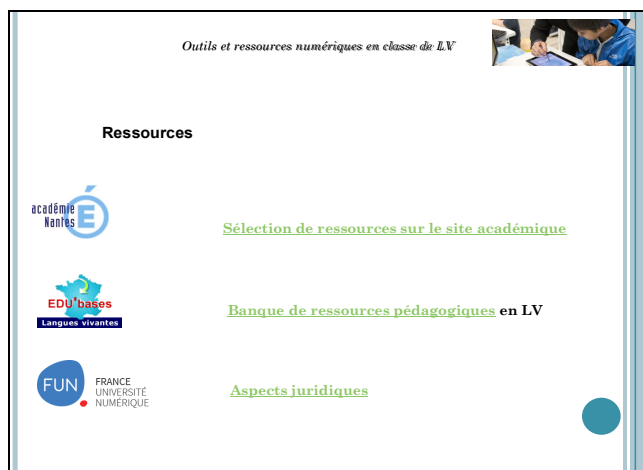 Outils et ressources numériques en classe de LV
Ressources
académie
Nantes
É
Sélection de ressources sur le site académique
EDU'bases
Langues vivantes
Banque de ressources pédagogiques en LV
FUN
FRANCE
UNIVERSITÉ
NUMÉRIQUE
Aspects juridiques